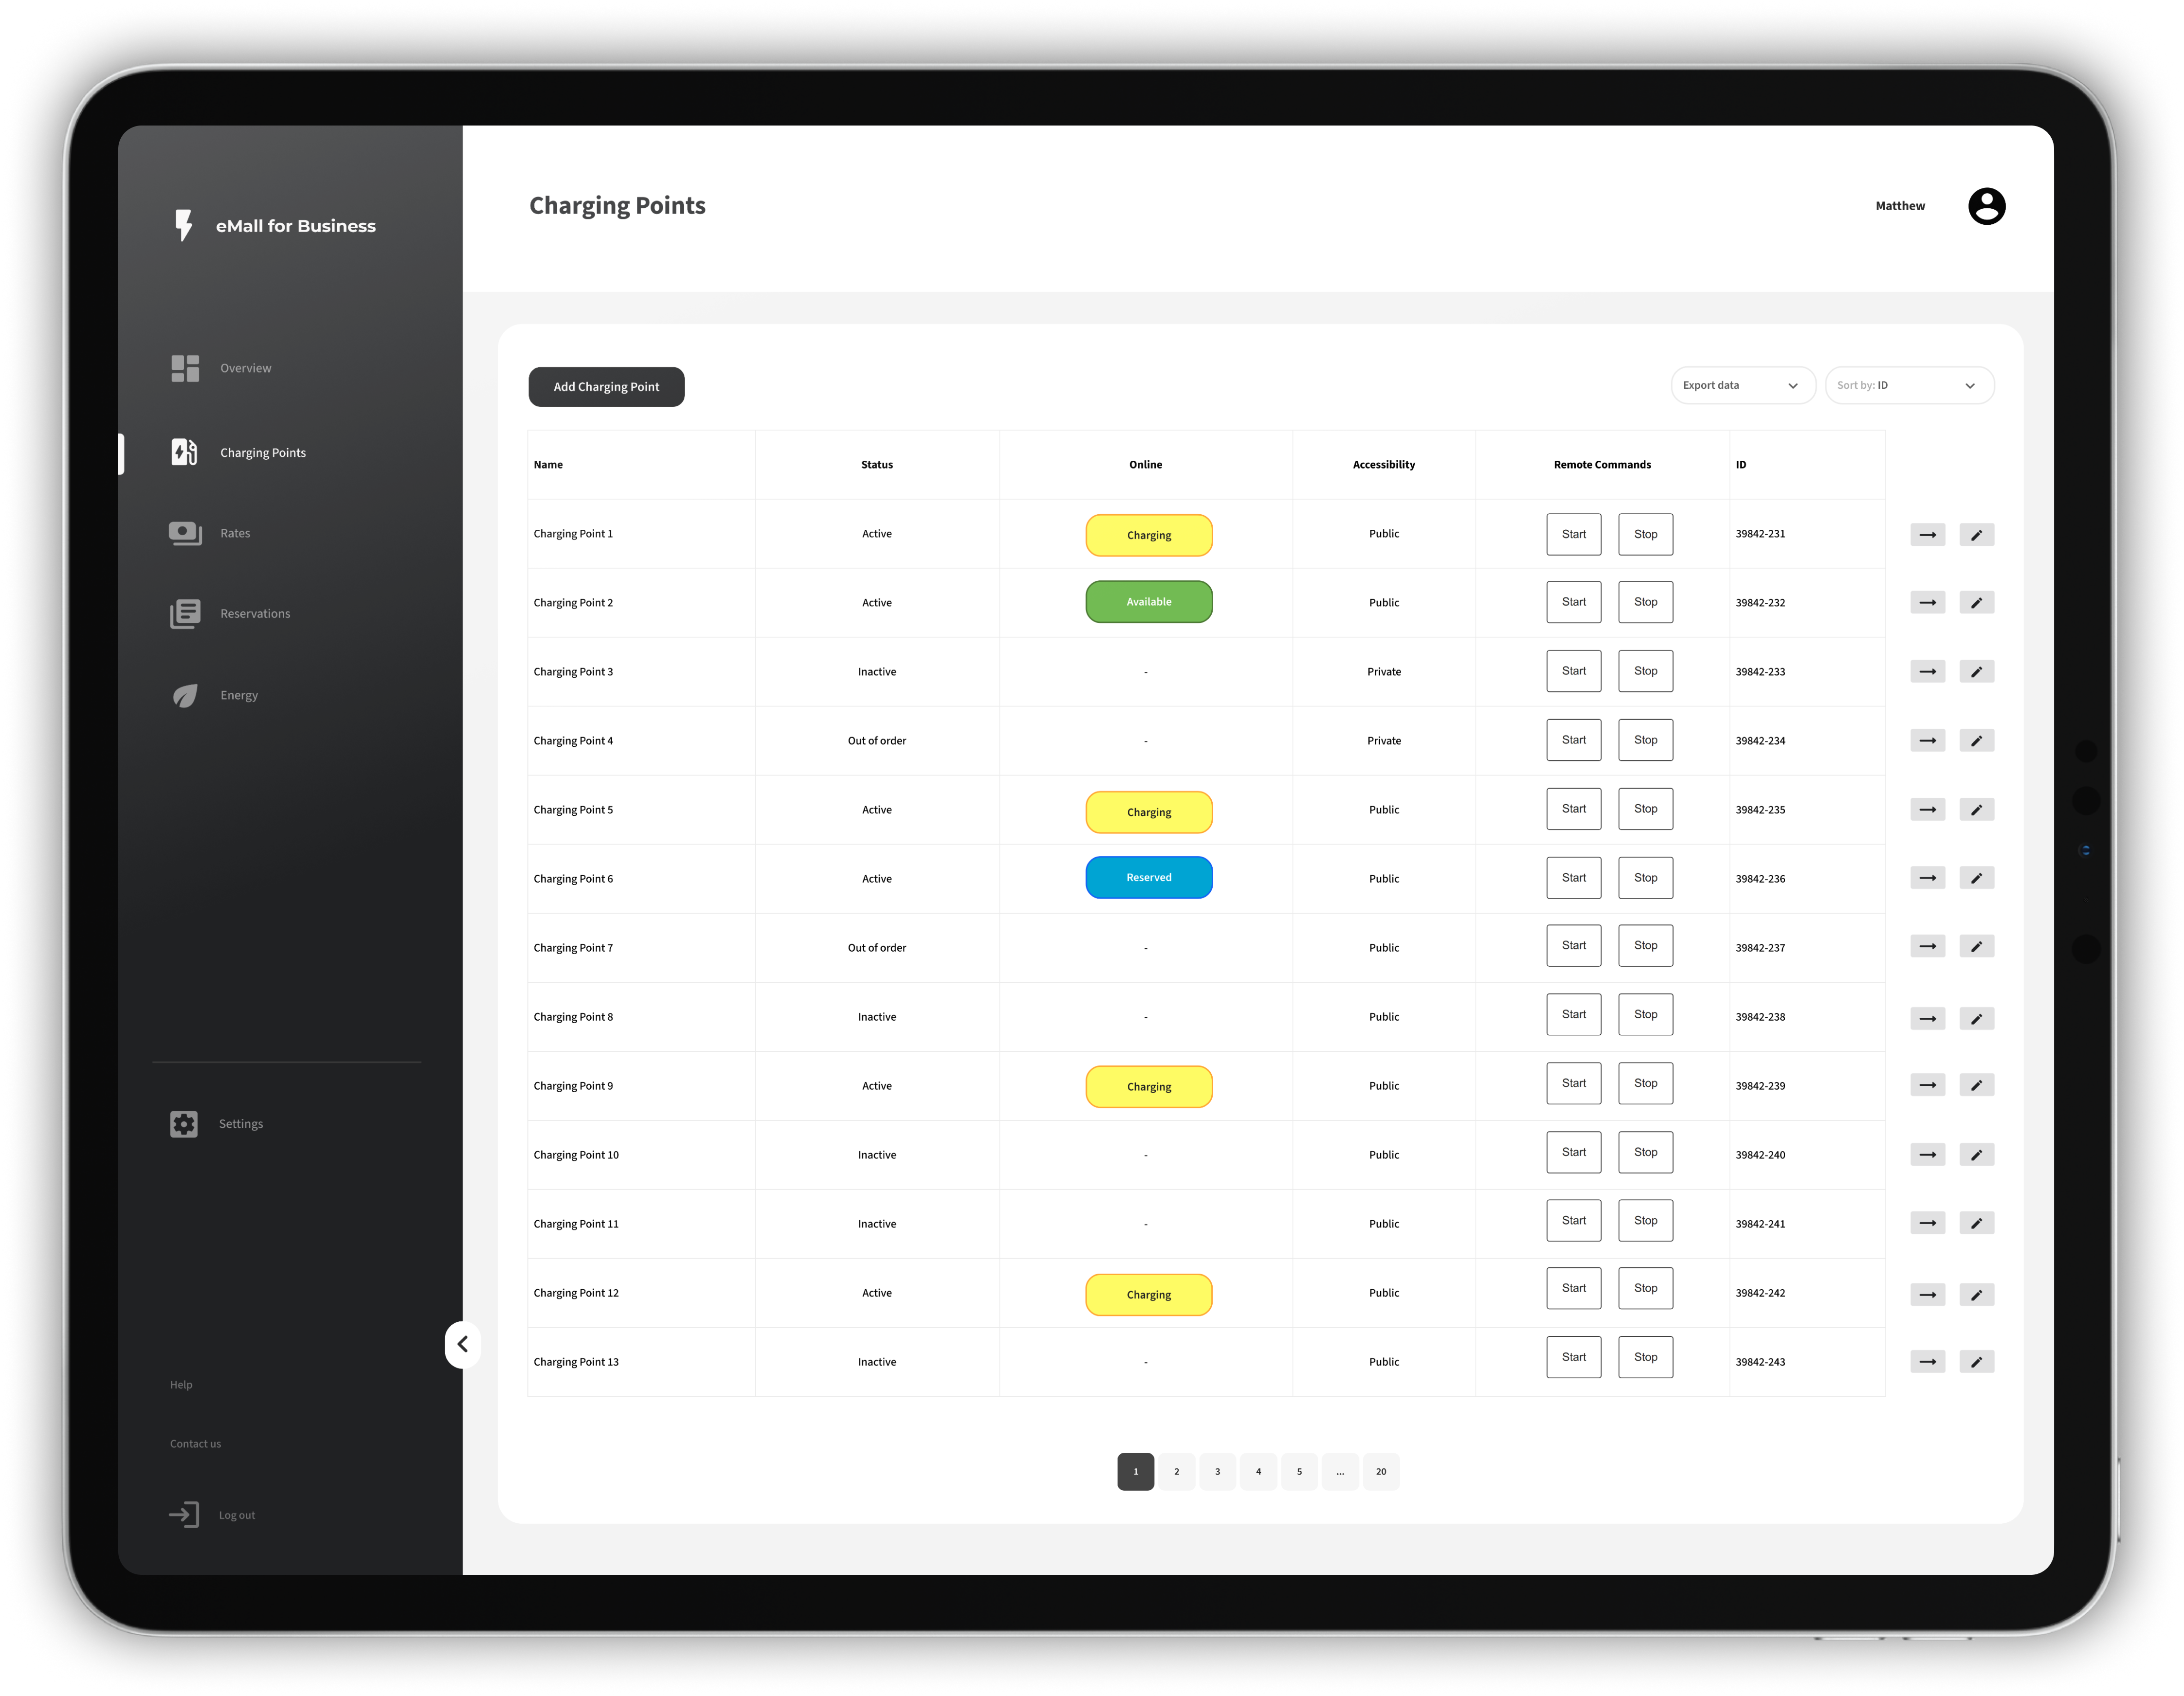 eMall for Business
Overview
Charging Points
Rates
Reservations
Energy
Settings
Help
Contact us
Log out
Charging Points
Matthew
Add Charging Point
Export data
Sort by: ID
Name Status Online Accessibility Remote Commands ID
Charging Point 1 Active Charging Public Start Stop 39842-231
Charging Point 2 Active Available Public Start Stop 39842-232
Charging Point 3 Inactive - Private Start Stop 39842-233
Charging Point 4 Out of order - Private Start Stop 39842-234
Charging Point 5 Active Charging Public Start Stop 39842-235
Charging Point 6 Active Reserved Public Start Stop 39842-236
Charging Point 7 Out of order - Public Start Stop 39842-237
Charging Point 8 Inactive - Public Start Stop 39842-238
Charging Point 9 Active Charging Public Start Stop 39842-239
Charging Point 10 Inactive - Public Start Stop 39842-240
Charging Point 11 Inactive - Public Start Stop 39842-241
Charging Point 12 Active Charging Public Start Stop 39842-242
Charging Point 13 Inactive - Public Start Stop 39842-243
1 2 3 4 5 ... 20